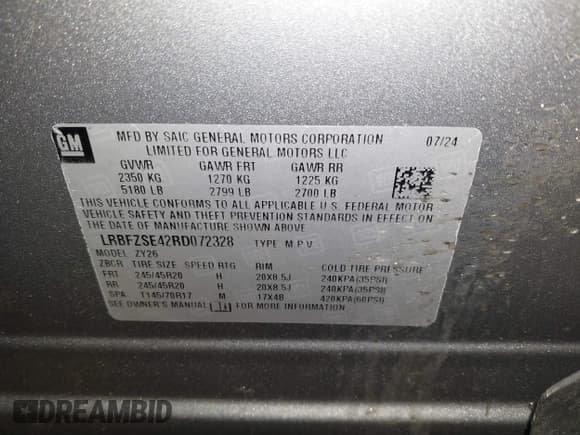 GM
MFD BY SAIC GENERAL MOTORS CORPORATION 07/24
LIMITED FOR GENERAL MOTORS LLC
GVWR GAWR FRT GAWR RR
2350 KG 1270 KG 1225 KG
5180 LB 2799 LB 2700 LB
THIS VEHICLE CONFORMS TO ALL APPLICABLE U.S. FEDERAL MOTOR
VEHICLE SAFETY AND THEFT PREVENTION STANDARDS IN EFFECT ON
THE DATE OF MANUFACTURE SHOWN ABOVE.
LRBFZSE42RD072328 TYPE M P V
MODEL ZY26
ZBCR TIRE SIZE SPEED RTG RIM COLD TIRE PRESSURE
FRT 245/45R20 H 20X8.5J 240KPA(35PSI)
RR 245/45R20 H 20X8.5J 240KPA(35PSI)
SPA T145/70R17 M 17X4B 420KPA(60PSI)
SEE OWNER'S MANUAL FOR MORE INFORMATION
DREAMBID